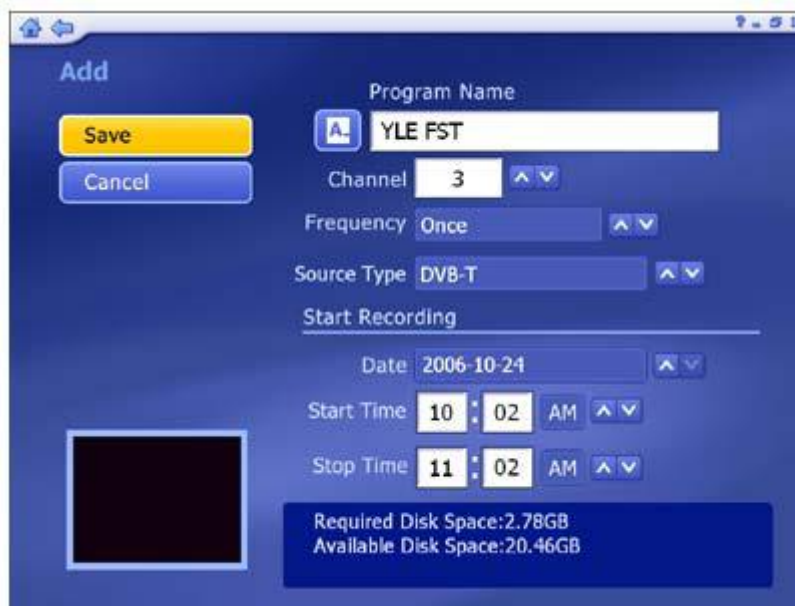 Add
Save
Cancel
Program Name
A
YLE FST
Channel 3
Frequency Once
Source Type DVB-T
Start Recording
Date 2006-10-24
Start Time 10 : 02 AM
Stop Time 11 : 02 AM
Required Disk Space:2.78GB
Available Disk Space:20.46GB